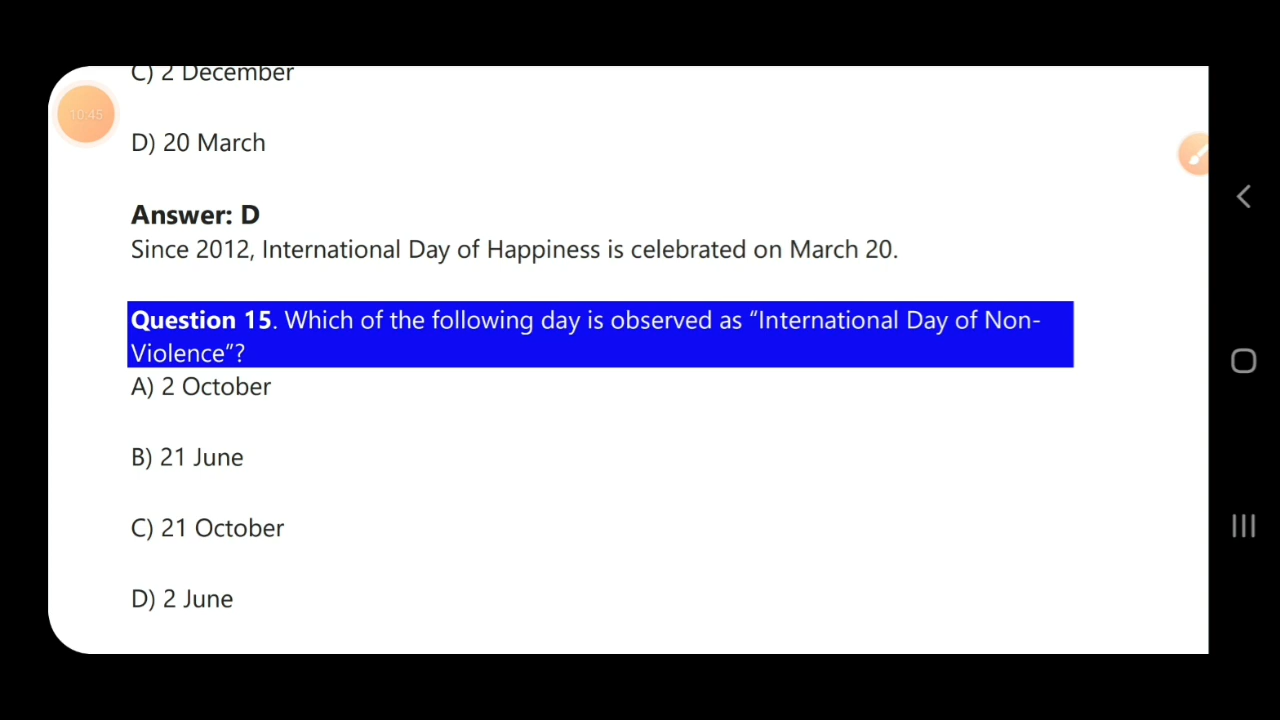 C) 2 December
10:45
D) 20 March
Answer: D
Since 2012, International Day of Happiness is celebrated on March 20.
Question 15. Which of the following day is observed as “International Day of Non-
Violence”?
A) 2 October
B) 21 June
C) 21 October
D) 2 June